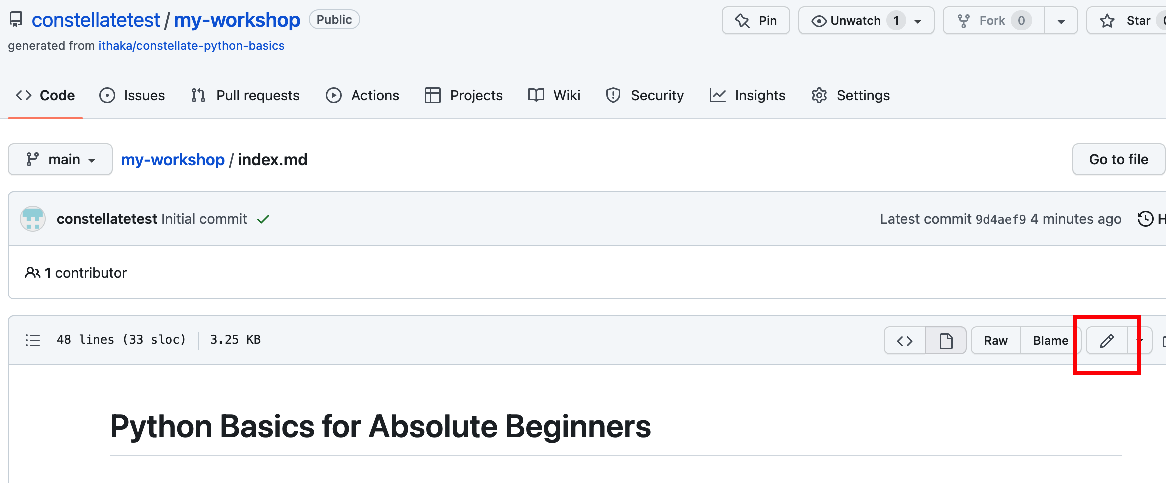 constellatetest / my-workshop Public Pin Unwatch 1 Fork 0 Star
generated from ithaka/constellate-python-basics
Code Issues Pull requests Actions Projects Wiki Security Insights Settings
main my-workshop / index.md Go to file
constellatetest Initial commit Latest commit 9d4aef9 4 minutes ago
1 contributor
48 lines (33 sloc) 3.25 KB Raw Blame
Python Basics for Absolute Beginners